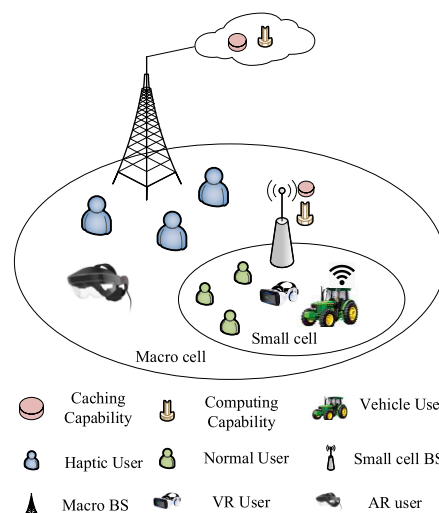 Small cell
Macro cell
Caching
Capability
Computing
Capability
Vehicle Use
Haptic User
Normal User
Small cell BS
Macro BS
VR User
AR user